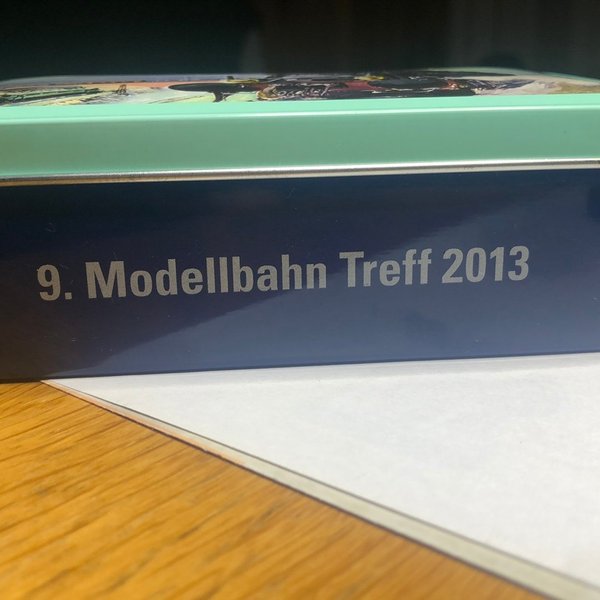 9. Modellbahn Treff 2013